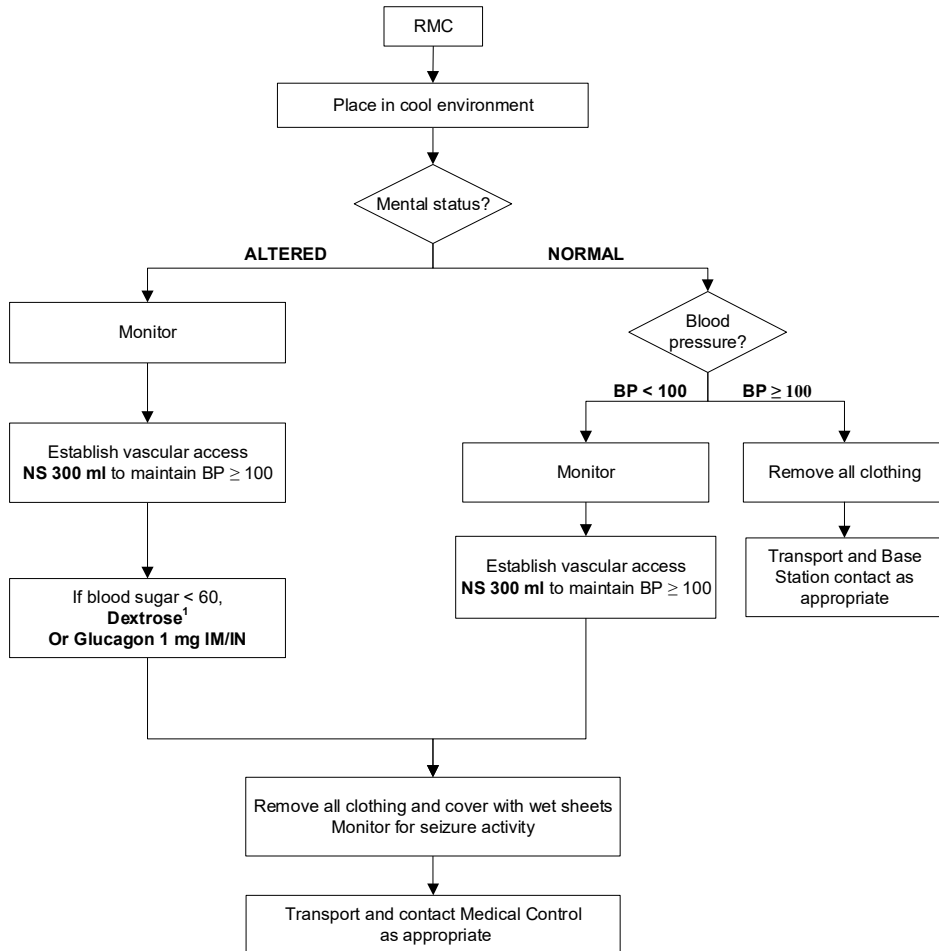 RMC
Place in cool environment
Mental status?
ALTERED
NORMAL
Monitor
Establish vascular access
NS 300 ml to maintain BP ≥ 100
If blood sugar < 60,
Dextrose¹
Or Glucagon 1 mg IM/IN
Blood
pressure?
BP < 100
BP ≥ 100
Monitor
Establish vascular access
NS 300 ml to maintain BP ≥ 100
Remove all clothing
Transport and Base
Station contact as
appropriate
Remove all clothing and cover with wet sheets
Monitor for seizure activity
Transport and contact Medical Control
as appropriate